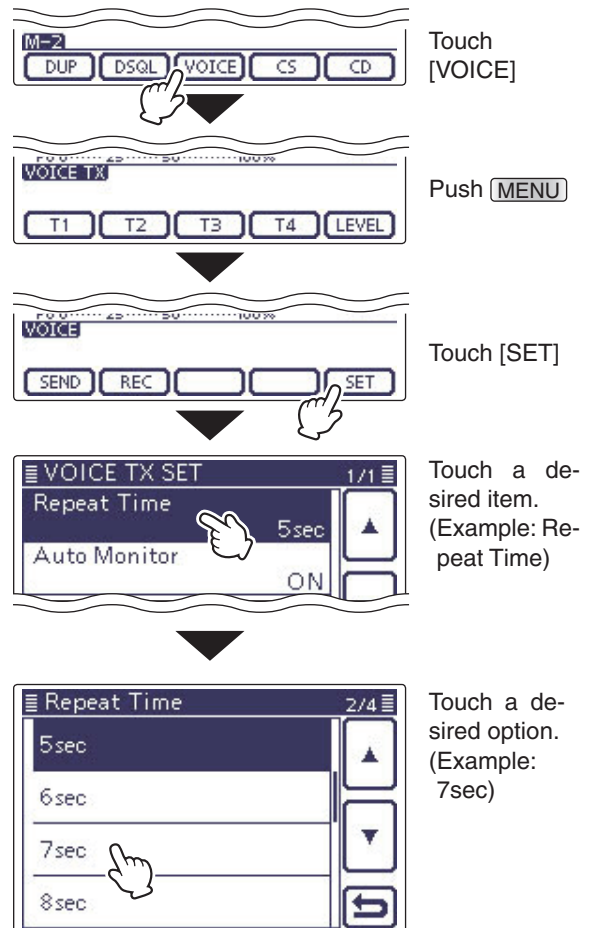 M-2
DUP DSQL VOICE CS CD
Touch
[VOICE]
VOICE TX
T1 T2 T3 T4 LEVEL
Push MENU
VOICE
SEND REC SET
Touch [SET]
VOICE TX SET 1/1
Repeat Time
5sec
Auto Monitor
ON
Touch a de-
sired item.
(Example: Re-
peat Time)
Repeat Time 2/4
5sec
6sec
7sec
8sec
Touch a de-
sired option.
(Example:
7sec)